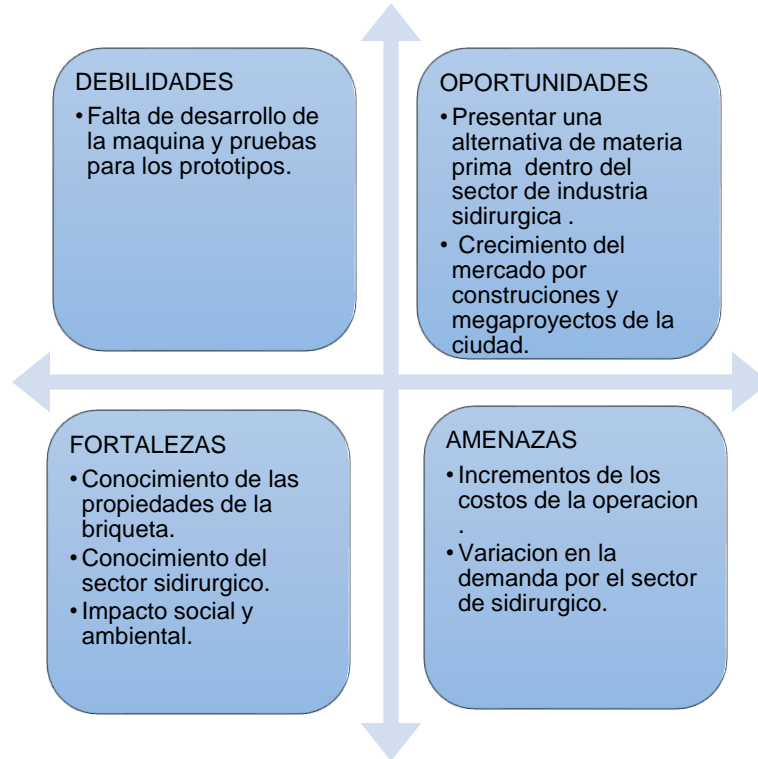 DEBILIDADES
• Falta de desarrollo de
la maquina y pruebas
para los prototipos.
OPORTUNIDADES
• Presentar una
alternativa de materia
prima dentro del
sector de industria
sidirurgica .
• Crecimiento del
mercado por
construciones y
megaproyectos de la
ciudad.
FORTALEZAS
• Conocimiento de las
propiedades de la
briqueta.
• Conocimiento del
sector sidirurgico.
• Impacto social y
ambiental.
AMENAZAS
• Incrementos de los
costos de la operacion
.
• Variacion en la
demanda por el sector
de sidirurgico.